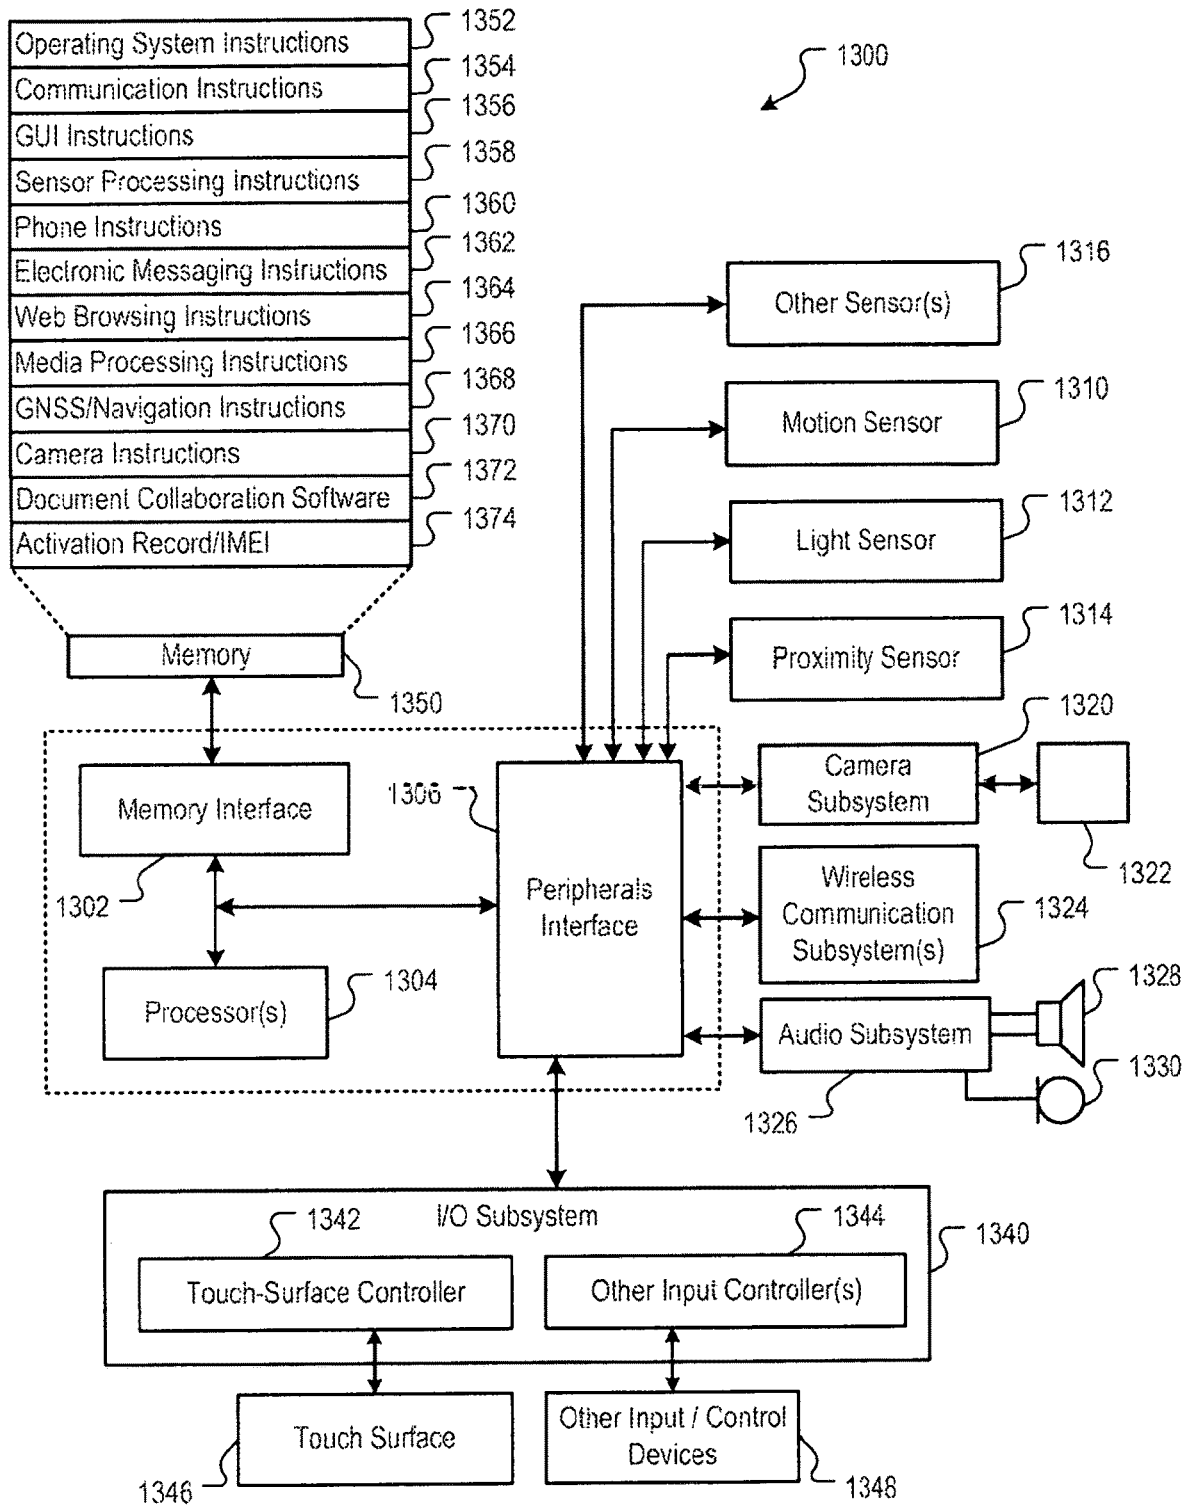 1352
Operating System Instructions
1354
Communication Instructions
1356
GUI Instructions
1358
Sensor Processing Instructions
1360
Phone Instructions
1362
Electronic Messaging Instructions
1364
Web Browsing Instructions
1366
Media Processing Instructions
1368
GNSS/Navigation Instructions
1370
Camera Instructions
1372
Document Collaboration Software
1374
Activation Record/IMEI
Memory
1350
1300
Other Sensor(s)
1316
Motion Sensor
1310
Light Sensor
1312
Proximity Sensor
1314
Memory Interface
1302
Processor(s)
1304
1306
Peripherals
Interface
Camera
Subsystem
1320
1322
Wireless
Communication
Subsystem(s)
1324
Audio Subsystem
1326
1328
1330
I/O Subsystem
1340
1342
Touch-Surface Controller
1344
Other Input Controller(s)
Touch Surface
1346
Other Input / Control
Devices
1348